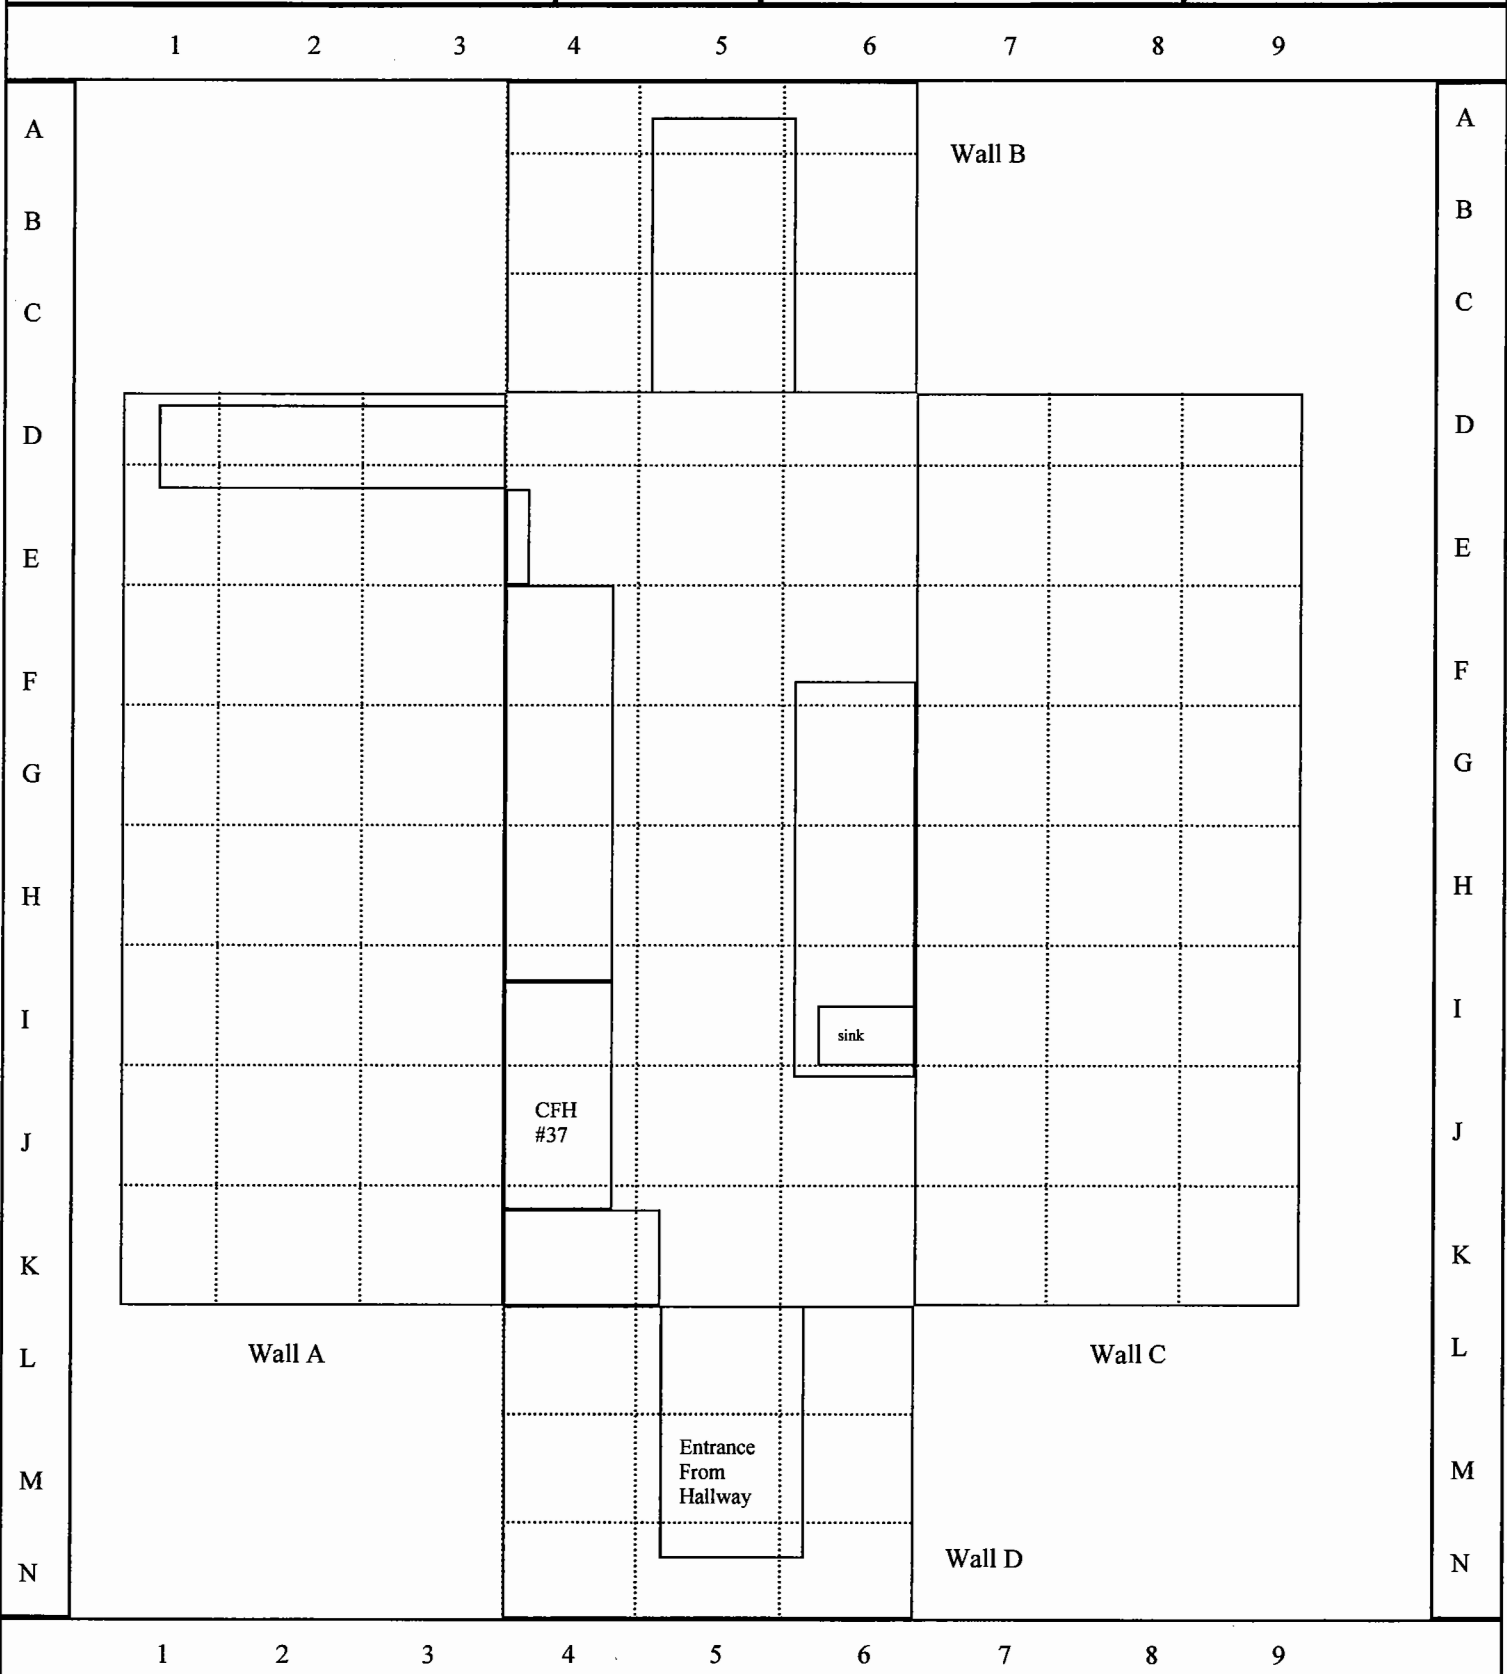 1 2 3 4 5 6 7 8 9
A A
Wall B
B B
C C
D D
E E
F F
G G
H H
I I
sink
CFH
#37
J J
K K
L Wall A Wall C L
Entrance
From
Hallway
M M
Wall D
N N
1 2 3 4 5 6 7 8 9